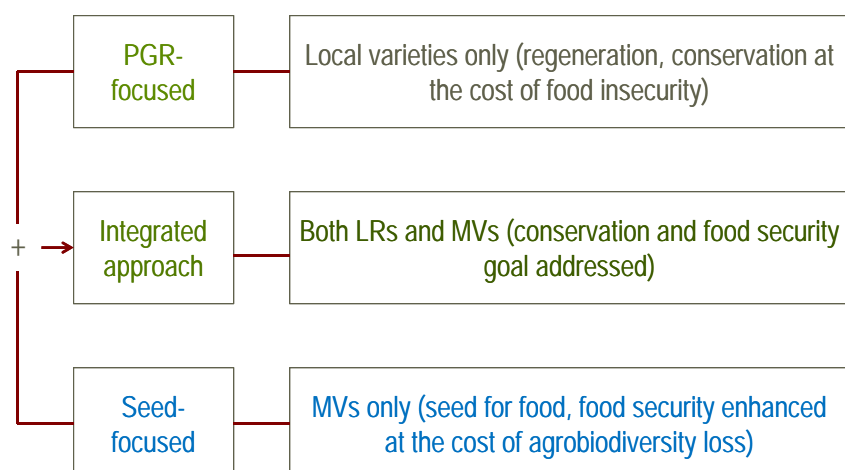 PGR-
focused
Local varieties only (regeneration, conservation at
the cost of food insecurity)
+
Integrated
approach
Both LRs and MVs (conservation and food security
goal addressed)
Seed-
focused
MVs only (seed for food, food security enhanced
at the cost of agrobiodiversity loss)